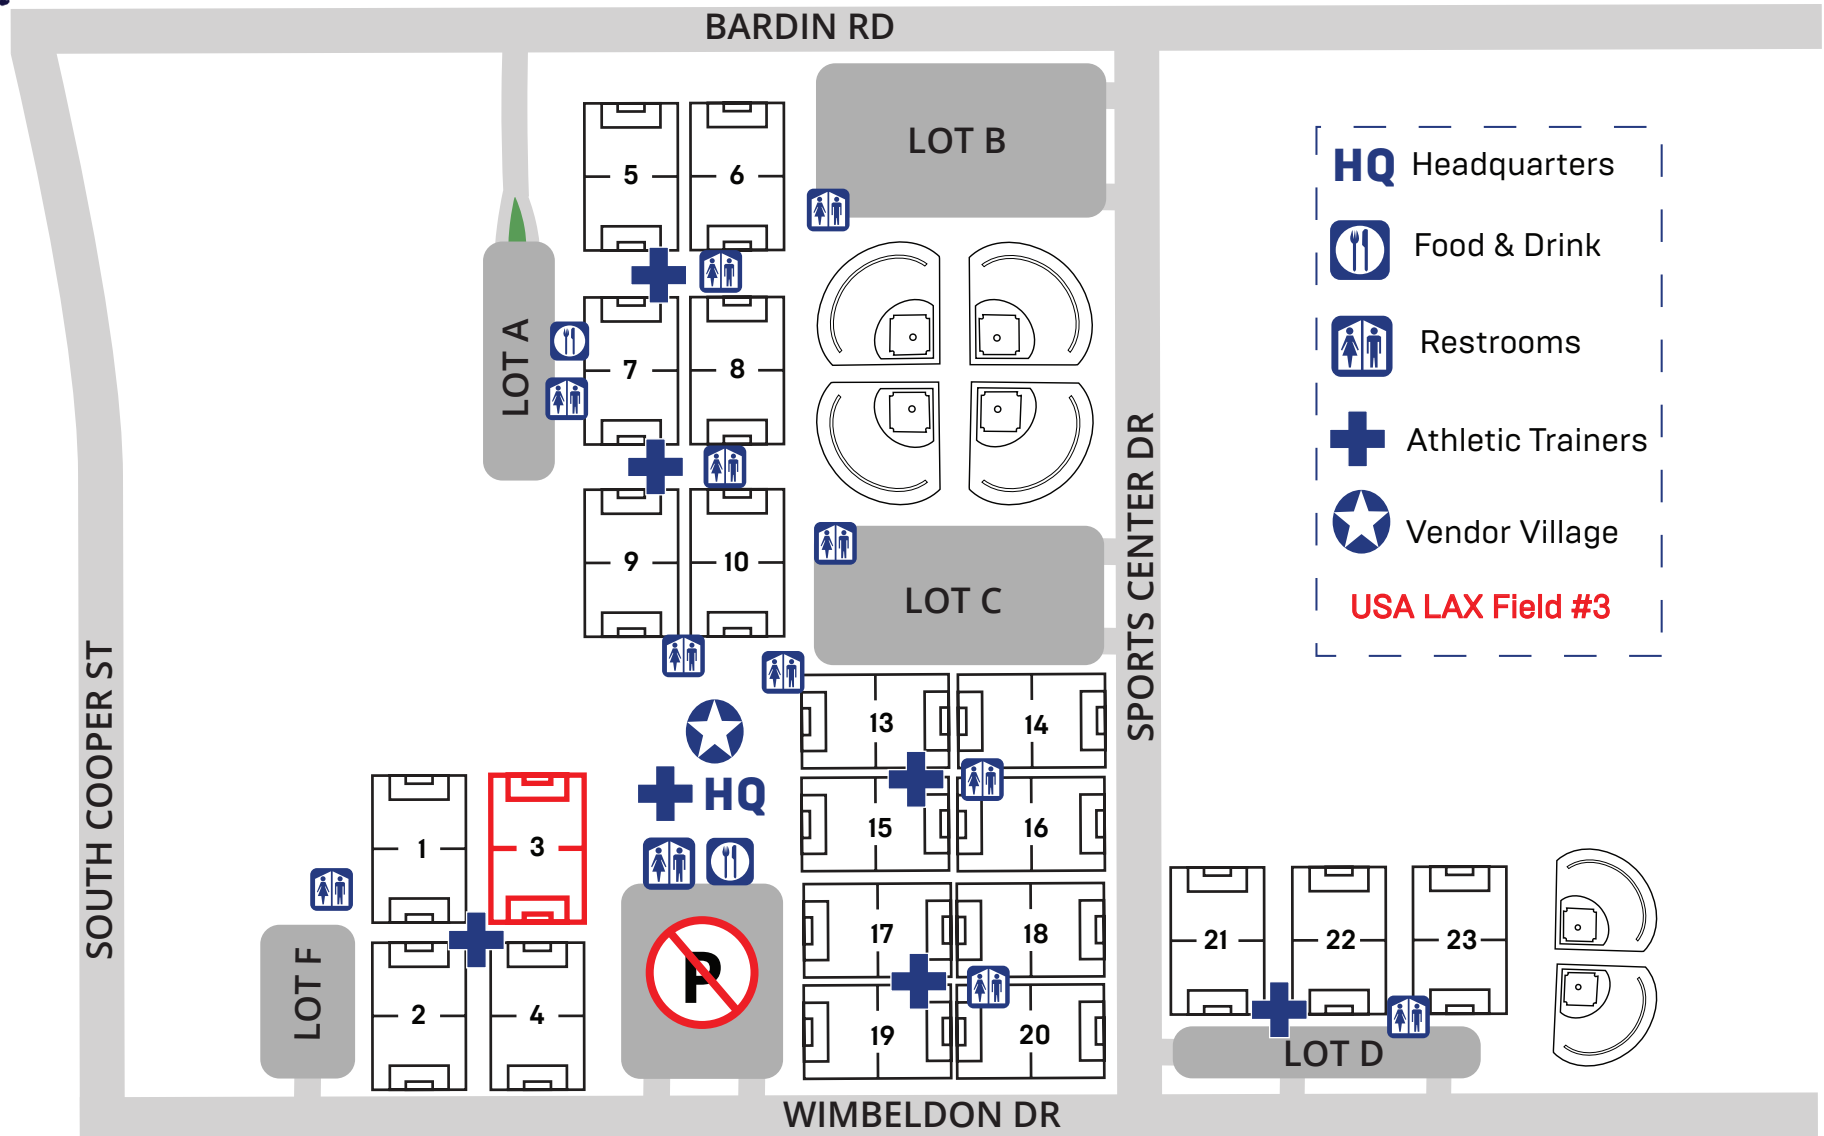 BARDIN RD
LOT B
5
6
HQ Headquarters
Food & Drink
Restrooms
Athletic Trainers
Vendor Village
USA LAX Field #3
LOT A
7
8
SPORTS CENTER DR
9
10
LOT C
SOUTH COOPER ST
13
14
HQ
15
16
1
3
17
18
21
22
23
LOT F
2
4
P
19
20
LOT D
WIMBELDON DR